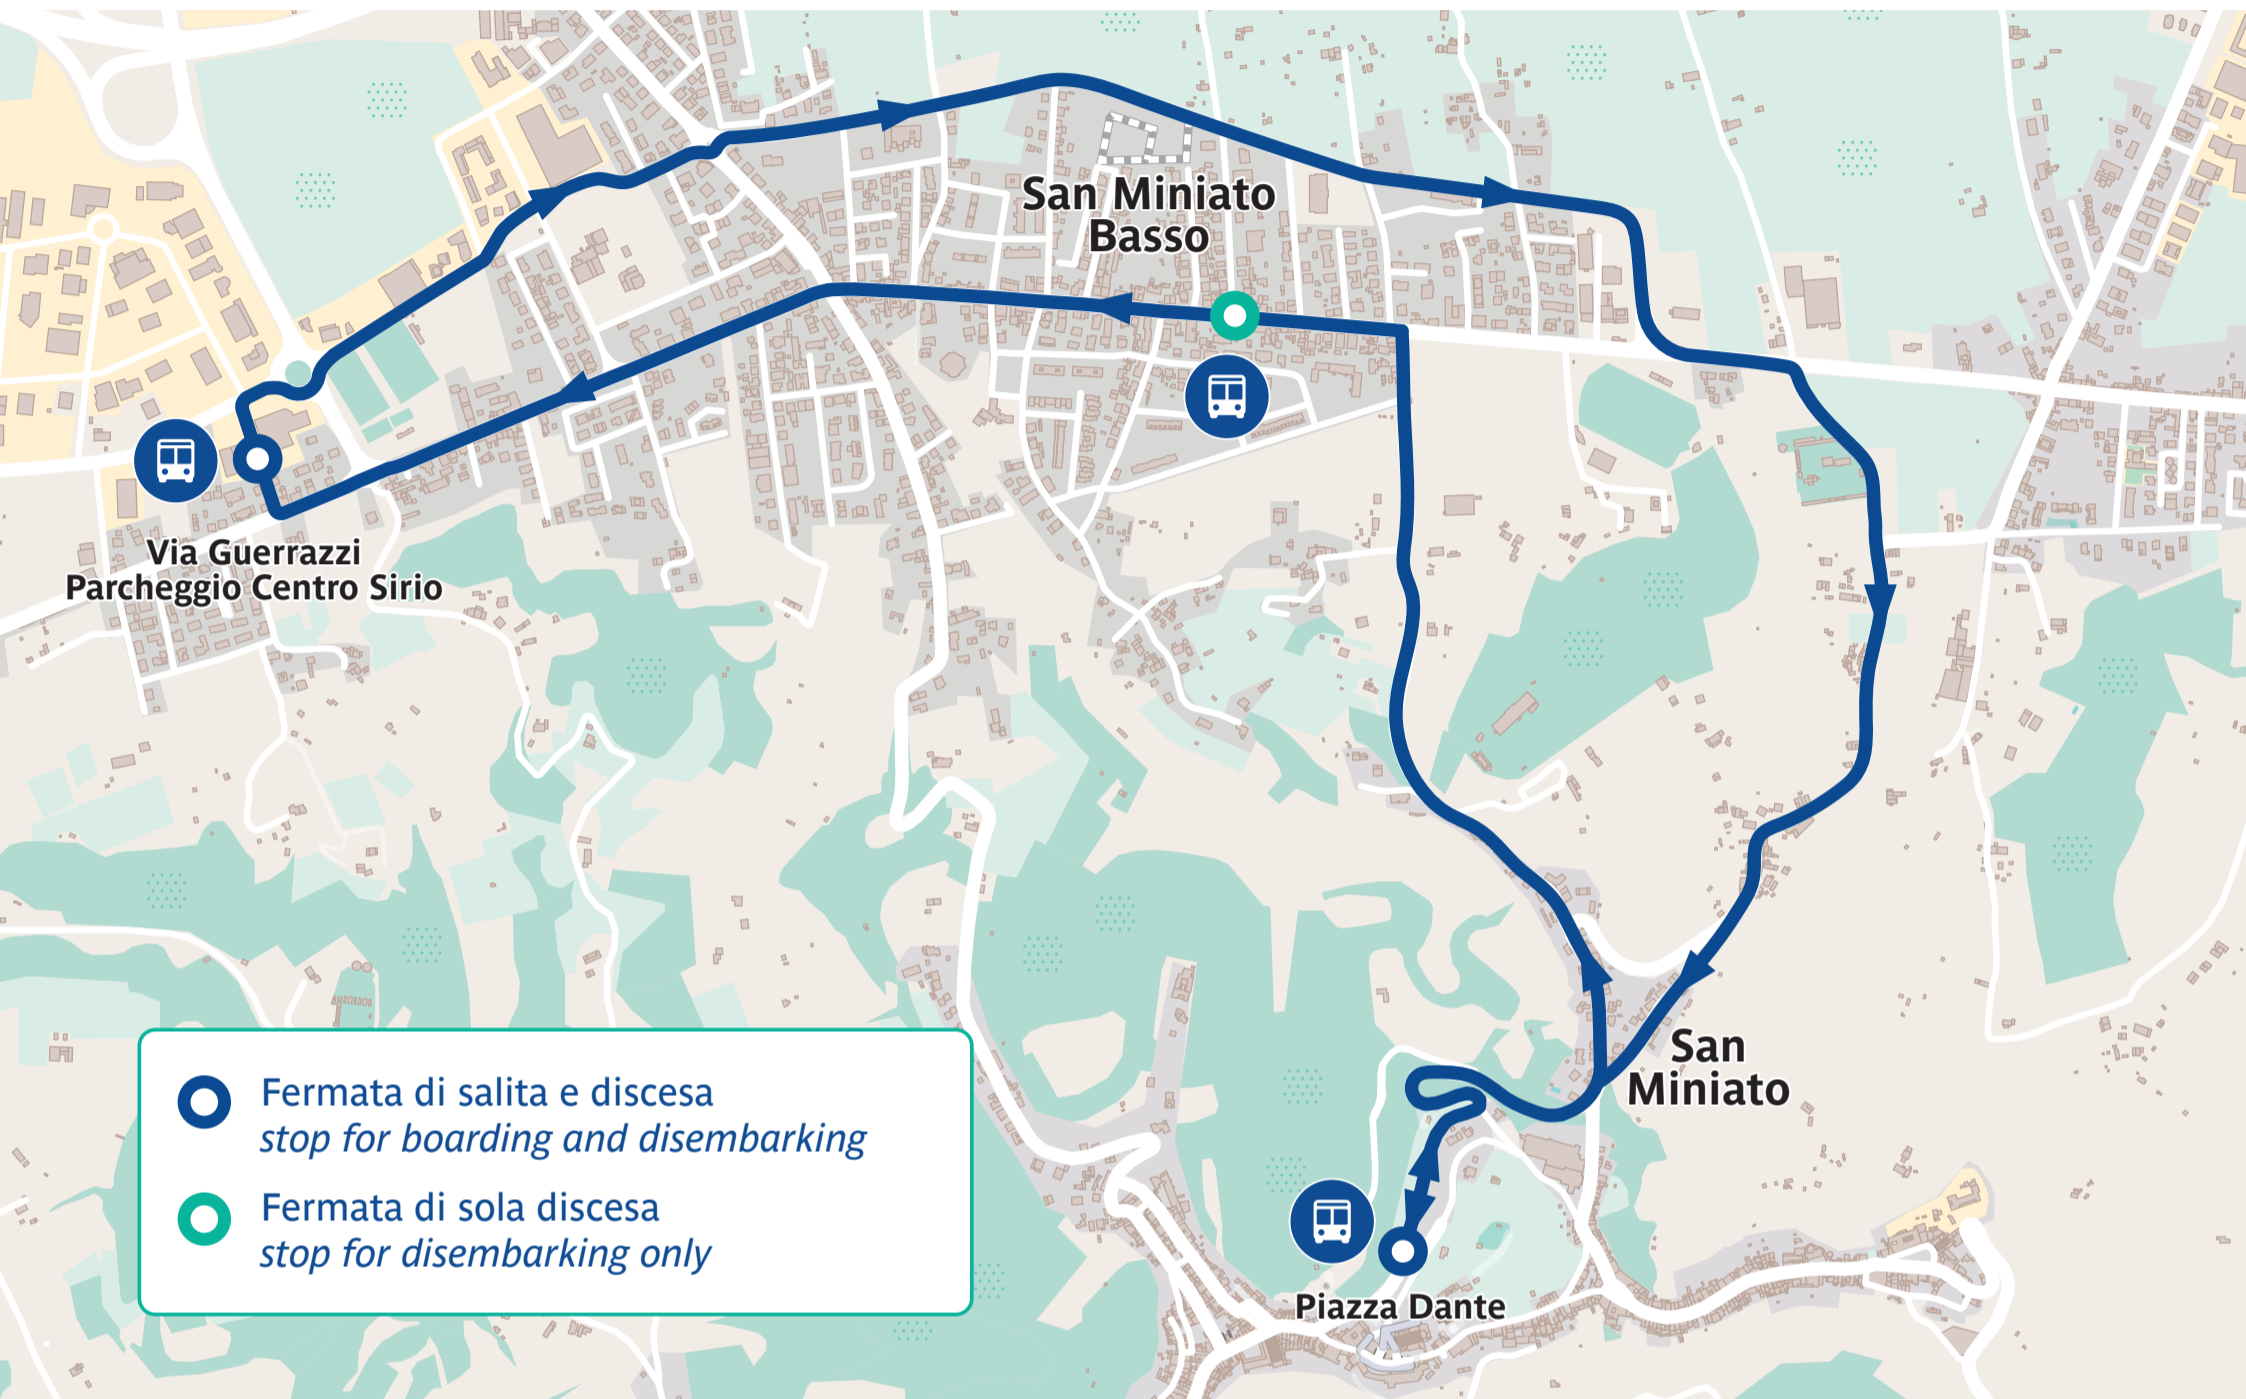 San Miniato
Basso
Via Guerrazzi
Parcheggio Centro Sirio
San
Miniato
Piazza Dante
Fermata di salita e discesa
stop for boarding and disembarking
Fermata di sola discesa
stop for disembarking only